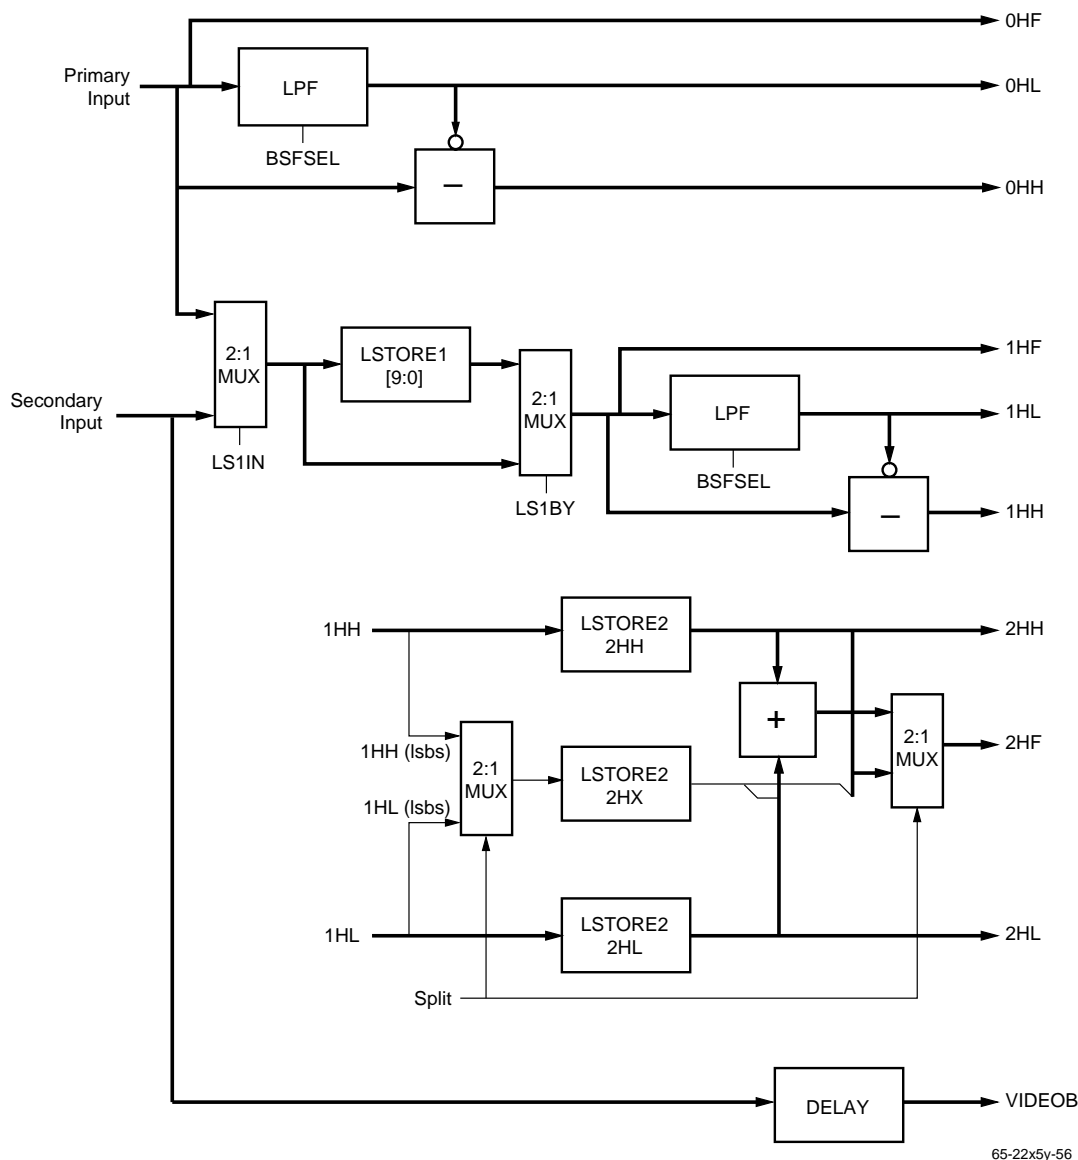 0HF
Primary
Input
LPF
0HL
BSFSEL
–
0HH
2:1
MUX
LSTORE1
[9:0]
2:1
MUX
1HF
LPF
1HL
Secondary
Input
LS1IN
BSFSEL
LS1BY
–
1HH
1HH
LSTORE2
2HH
2HH
+
1HH (lsbs)
2:1
MUX
LSTORE2
2HX
2:1
MUX
2HF
1HL (lsbs)
1HL
LSTORE2
2HL
2HL
Split
DELAY
VIDEOB
65-22x5y-56